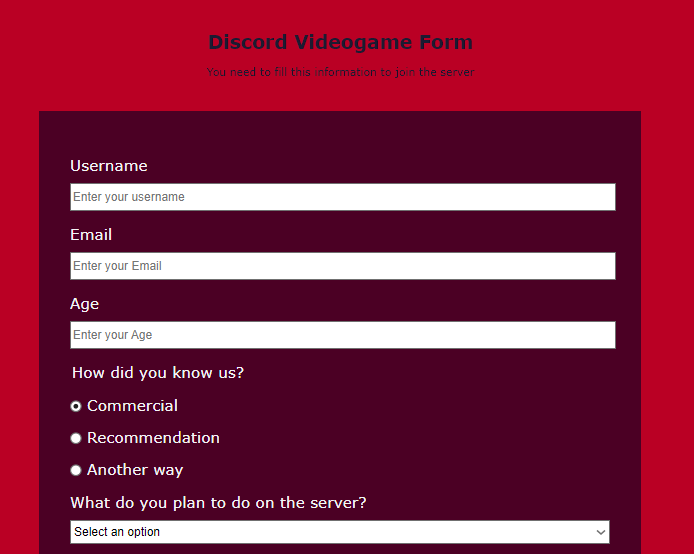 Discord Videogame Form
You need to fill this information to join the server
Username
Enter your username
Email
Enter your Email
Age
Enter your Age
How did you know us?
Commercial
Recommendation
Another way
What do you plan to do on the server?
Select an option